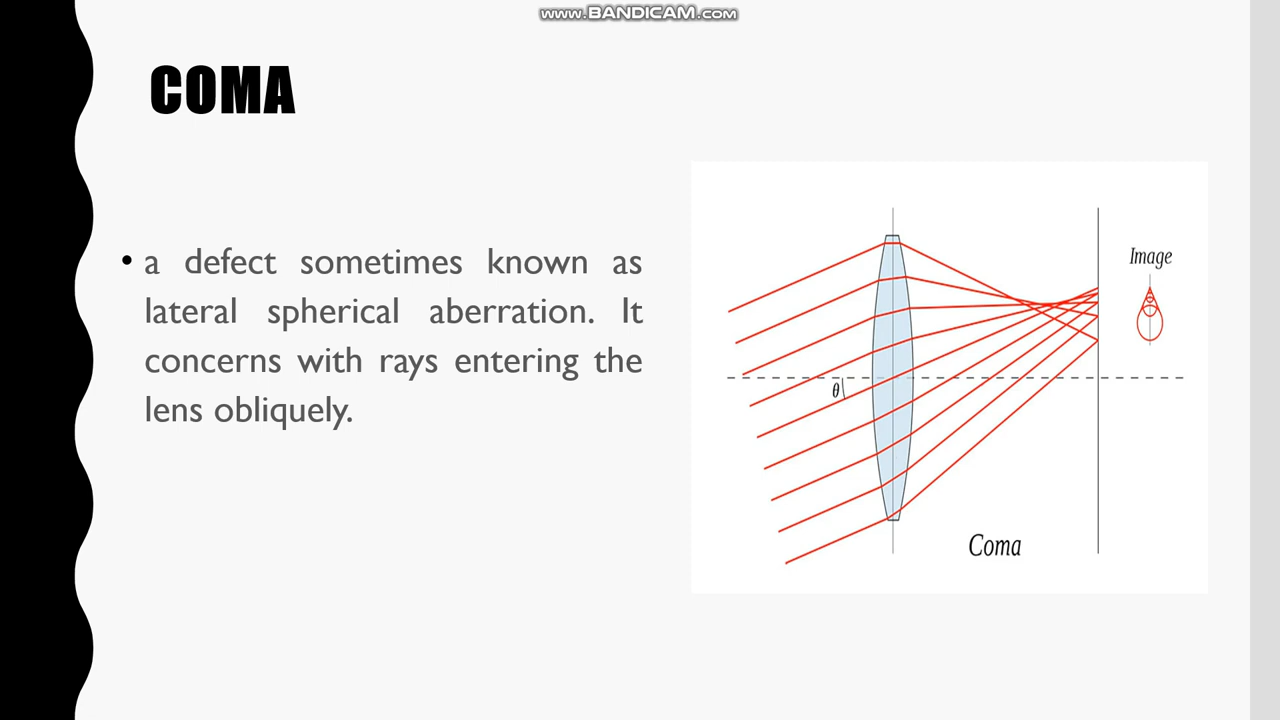 www.BANDICAM.com
COMA
• a defect sometimes known as
lateral spherical aberration. It
concerns with rays entering the
lens obliquely.
Image
θ
Coma